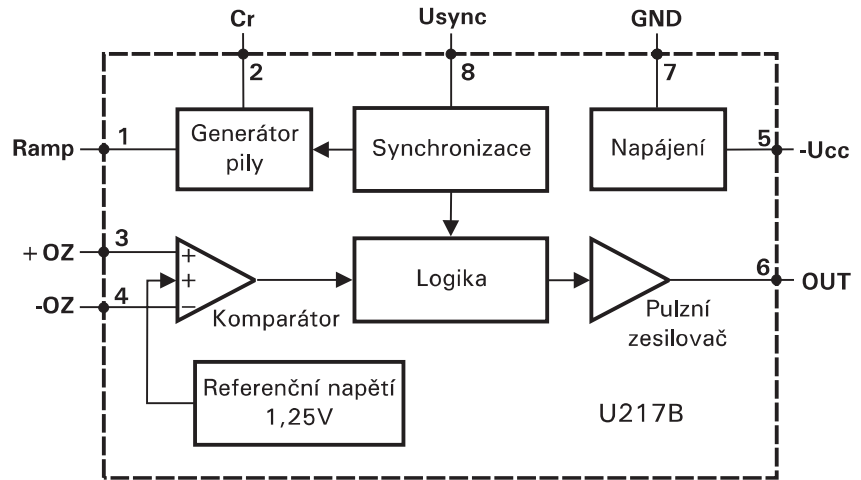 Cr
Usync
GND
2
8
7
Ramp
1
Generátor
pily
Synchronizace
Napájení
5
-Ucc
+OZ
3
+
+
-OZ
4
−
Komparátor
Logika
6
OUT
Pulzní
zesilovač
Referenční napětí
1,25V
U217B